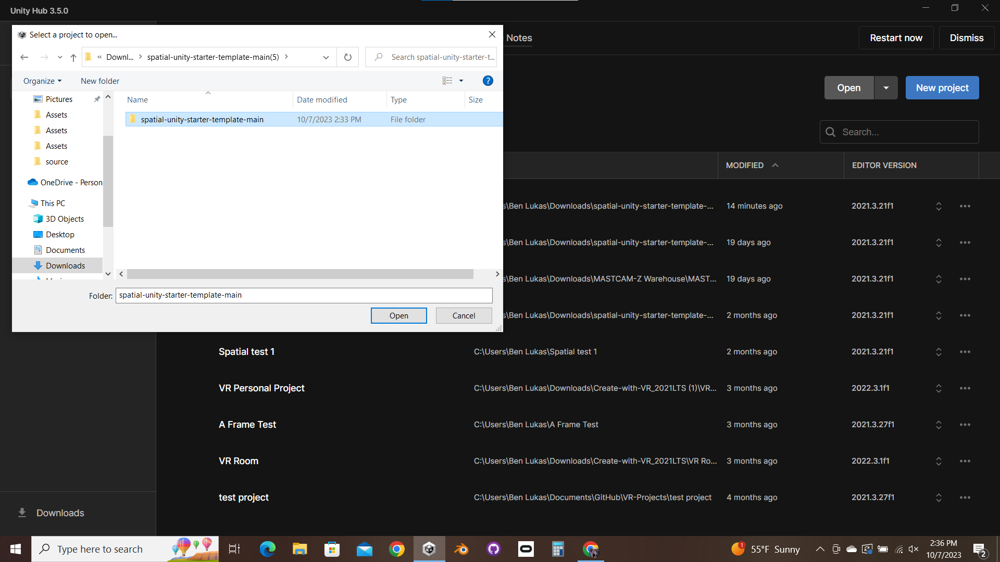 Unity Hub 3.5.0
Select a project to open...
Notes
Restart now
Dismiss
« Downl... > spatial-unity-starter-template-main(5) >
Search spatial-unity-starter-t...
Organize
New folder
?
Open
New project
Pictures
Name
Date modified
Type
Size
Assets
spatial-unity-starter-template-main
10/7/2023 2:33 PM
File folder
Assets
Search...
Assets
source
MODIFIED
EDITOR VERSION
OneDrive - Person
This PC
s\Ben Lukas\Downloads\spatial-unity-starter-template-...
14 minutes ago
2021.3.21f1
3D Objects
Desktop
s\Ben Lukas\Downloads\spatial-unity-starter-template-...
19 days ago
2021.3.21f1
Documents
Downloads
s\Ben Lukas\Downloads\MASTCAM-Z Warehouse\MAST...
19 days ago
2021.3.21f1
Folder:
spatial-unity-starter-template-main
Open
Cancel
s\Ben Lukas\Downloads\spatial-unity-starter-template-...
2 months ago
2021.3.21f1
Spatial test 1
C:\Users\Ben Lukas\Spatial test 1
2 months ago
2021.3.21f1
VR Personal Project
C:\Users\Ben Lukas\Downloads\Create-with-VR_2021LTS (1)\VR...
3 months ago
2022.3.1f1
A Frame Test
C:\Users\Ben Lukas\A Frame Test
3 months ago
2021.3.27f1
VR Room
C:\Users\Ben Lukas\Downloads\Create-with-VR_2021LTS\VR Ro...
3 months ago
2022.3.1f1
test project
C:\Users\Ben Lukas\Documents\GitHub\VR-Projects\test project
4 months ago
2021.3.27f1
Downloads
Type here to search
1
55°F Sunny
2:36 PM
10/7/2023
2